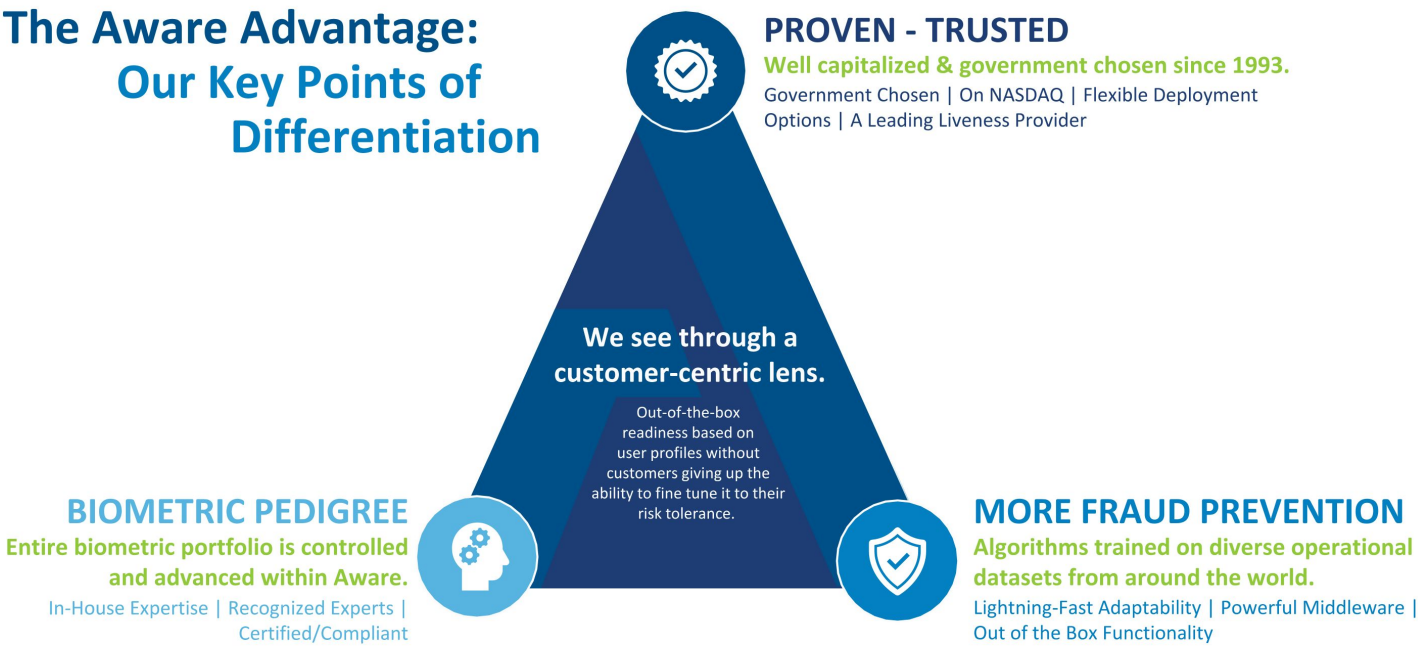 The Aware Advantage:
Our Key Points of
Differentiation
PROVEN - TRUSTED
Well capitalized & government chosen since 1993.
Government Chosen | On NASDAQ | Flexible Deployment
Options | A Leading Liveness Provider
We see through a
customer-centric lens.
Out-of-the-box
readiness based on
user profiles without
customers giving up the
ability to fine tune it to their
risk tolerance.
BIOMETRIC PEDIGREE
Entire biometric portfolio is controlled
and advanced within Aware.
In-House Expertise | Recognized Experts |
Certified/Compliant
MORE FRAUD PREVENTION
Algorithms trained on diverse operational
datasets from around the world.
Lightning-Fast Adaptability | Powerful Middleware |
Out of the Box Functionality